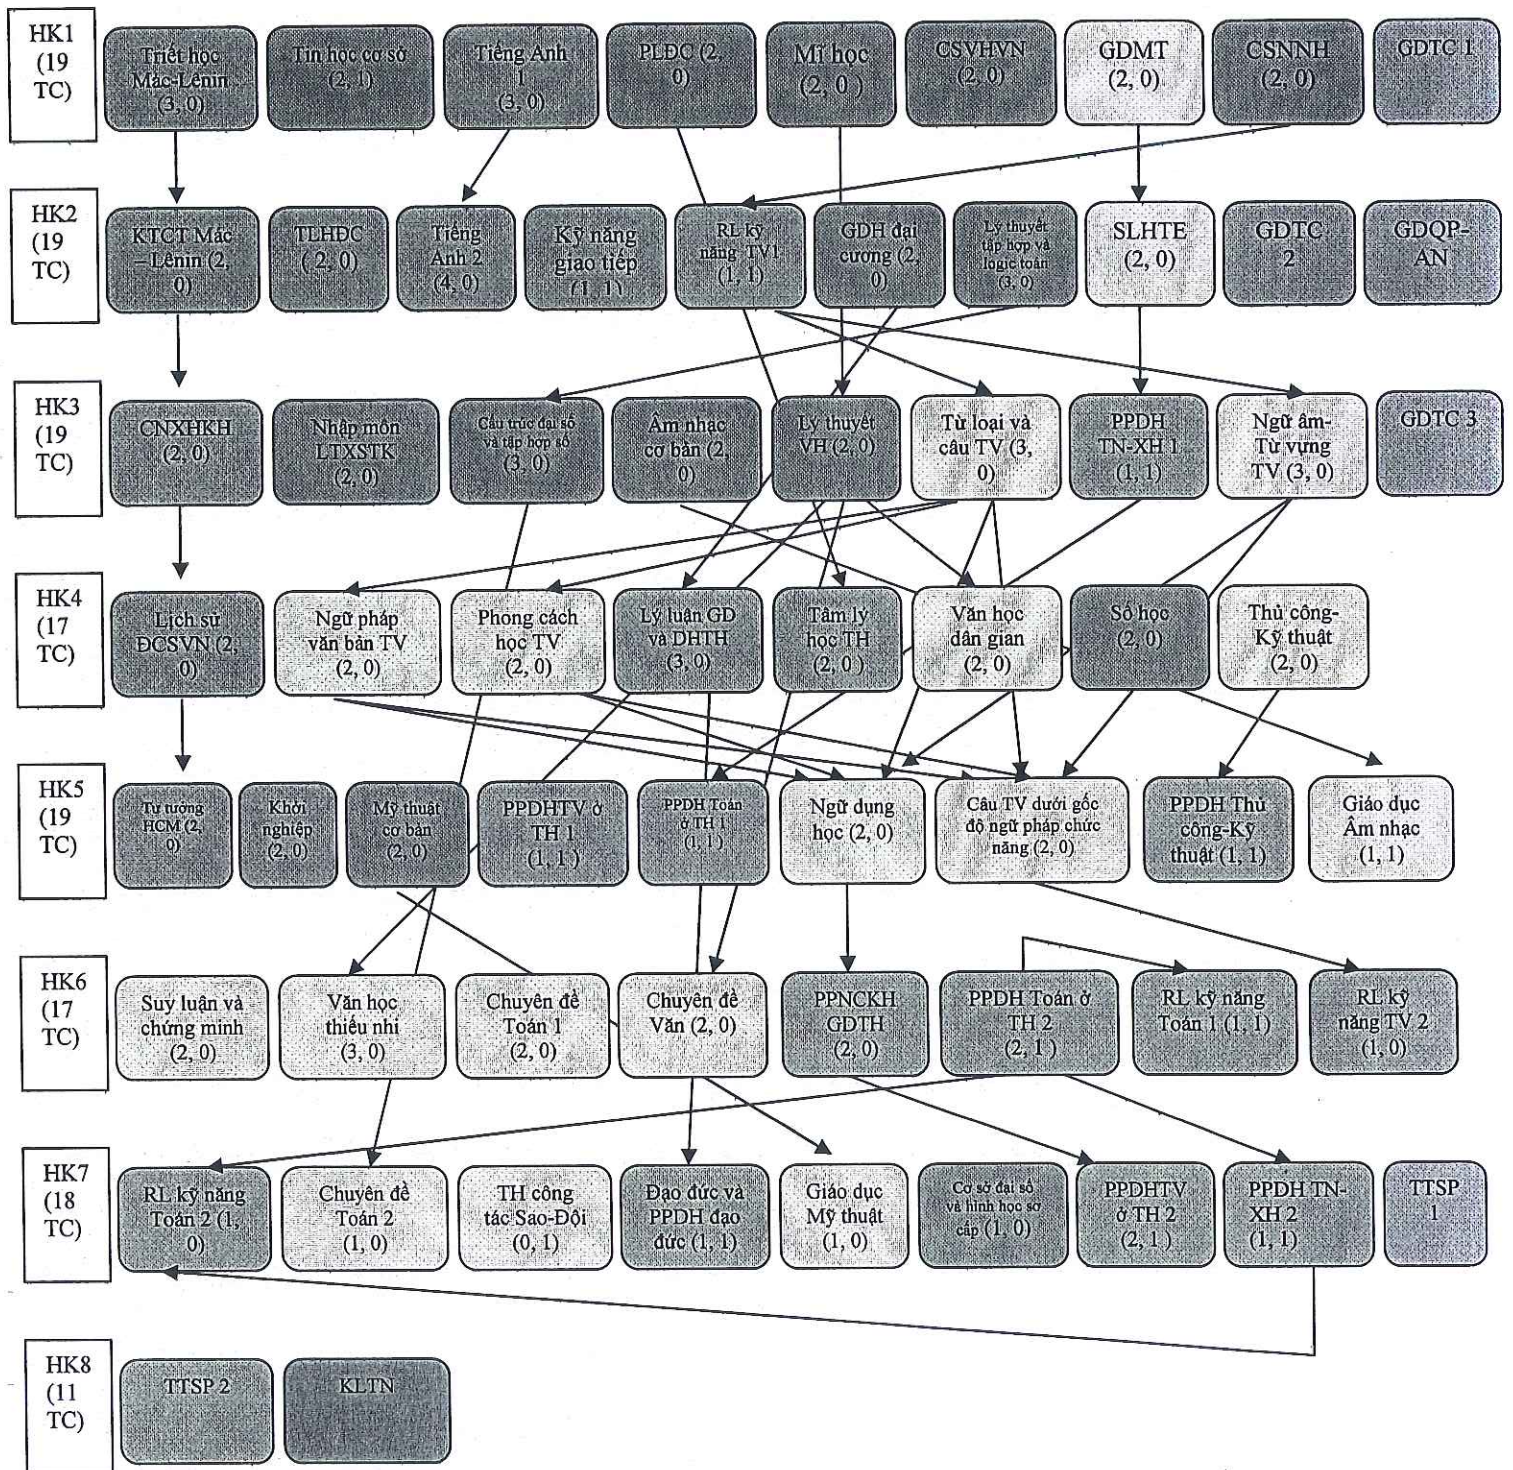 HK1
(19
TC)
Triết học
Mác-Lênin
(3, 0)
Tin học cơ sở
(2, 1)
Tiếng Anh
1
(3, 0)
PLĐC (2,
0)
Mĩ học
(2, 0 )
CSVHVN
(2, 0)
GDMT
(2, 0)
CSNNH
(2, 0)
GDTC 1
HK2
(19
TC)
KTCT Mác
– Lênin (2,
0)
TLHĐC
( 2, 0)
Tiếng
Anh 2
(4, 0)
Kỹ năng
giao tiếp
(1, 1)
RL kỹ
năng TV1
(1, 1)
GDH đại
cương (2,
0)
Lý thuyết
tập hợp và
logic toán
(3, 0)
SLHTE
(2, 0)
GDTC
2
GDQP-
AN
HK3
(19
TC)
CNXHKH
(2, 0)
Nhập môn
LTXSTK
(2, 0)
Cấu trúc đại số
và tập hợp số
(3, 0)
Âm nhạc
cơ bản (2,
0)
Lý thuyết
VH (2, 0)
Từ loại và
câu TV (3,
0)
PPDH
TN-XH 1
(1, 1)
Ngữ âm-
Từ vựng
TV (3, 0)
GDTC 3
HK4
(17
TC)
Lịch sử
ĐCSVN (2,
0)
Ngữ pháp
văn bản TV
(2, 0)
Phong cách
học TV
(2, 0)
Lý luận GD
và DHTH
(3, 0)
Tâm lý
học TH
(2, 0 )
Văn học
dân gian
(2, 0)
Số học
(2, 0)
Thủ công-
Kỹ thuật
(2, 0)
HK5
(19
TC)
Tư tưởng
HCM (2,
0)
Khởi
nghiệp
(2, 0)
Mỹ thuật
cơ bản
(2, 0)
PPDHTV ở
TH 1
(1, 1 )
PPDH Toán
ở TH 1
(1, 1 )
Ngữ dụng
học (2, 0)
Câu TV dưới gốc
độ ngữ pháp chức
năng (2, 0)
PPDH Thủ
công-Kỹ
thuật (1, 1)
Giáo dục
Âm nhạc
(1, 1)
HK6
(17
TC)
Suy luận và
chứng minh
(2, 0)
Văn học
thiếu nhi
(3, 0)
Chuyên đề
Toán 1
(2, 0)
Chuyên đề
Văn (2, 0)
PPNCKH
GDTH
(2, 0)
PPDH Toán ở
TH 2
(2, 1 )
RL kỹ năng
Toán 1 (1, 1)
RL kỹ
năng TV 2
(1, 0)
HK7
(18
TC)
RL kỹ năng
Toán 2 (1,
0)
Chuyên đề
Toán 2
(1, 0)
TH công
tác Sao-Đội
(0, 1)
Đạo đức và
PPDH đạo
đức (1, 1)
Giáo dục
Mỹ thuật
(1, 0)
Cơ sở đại số
và hình học sơ
cấp (1, 0)
PPDHTV
ở TH 2
(2, 1 )
PPDH TN-
XH 2
(1, 1)
TTSP
1
HK8
(11
TC)
TTSP 2
KLTN